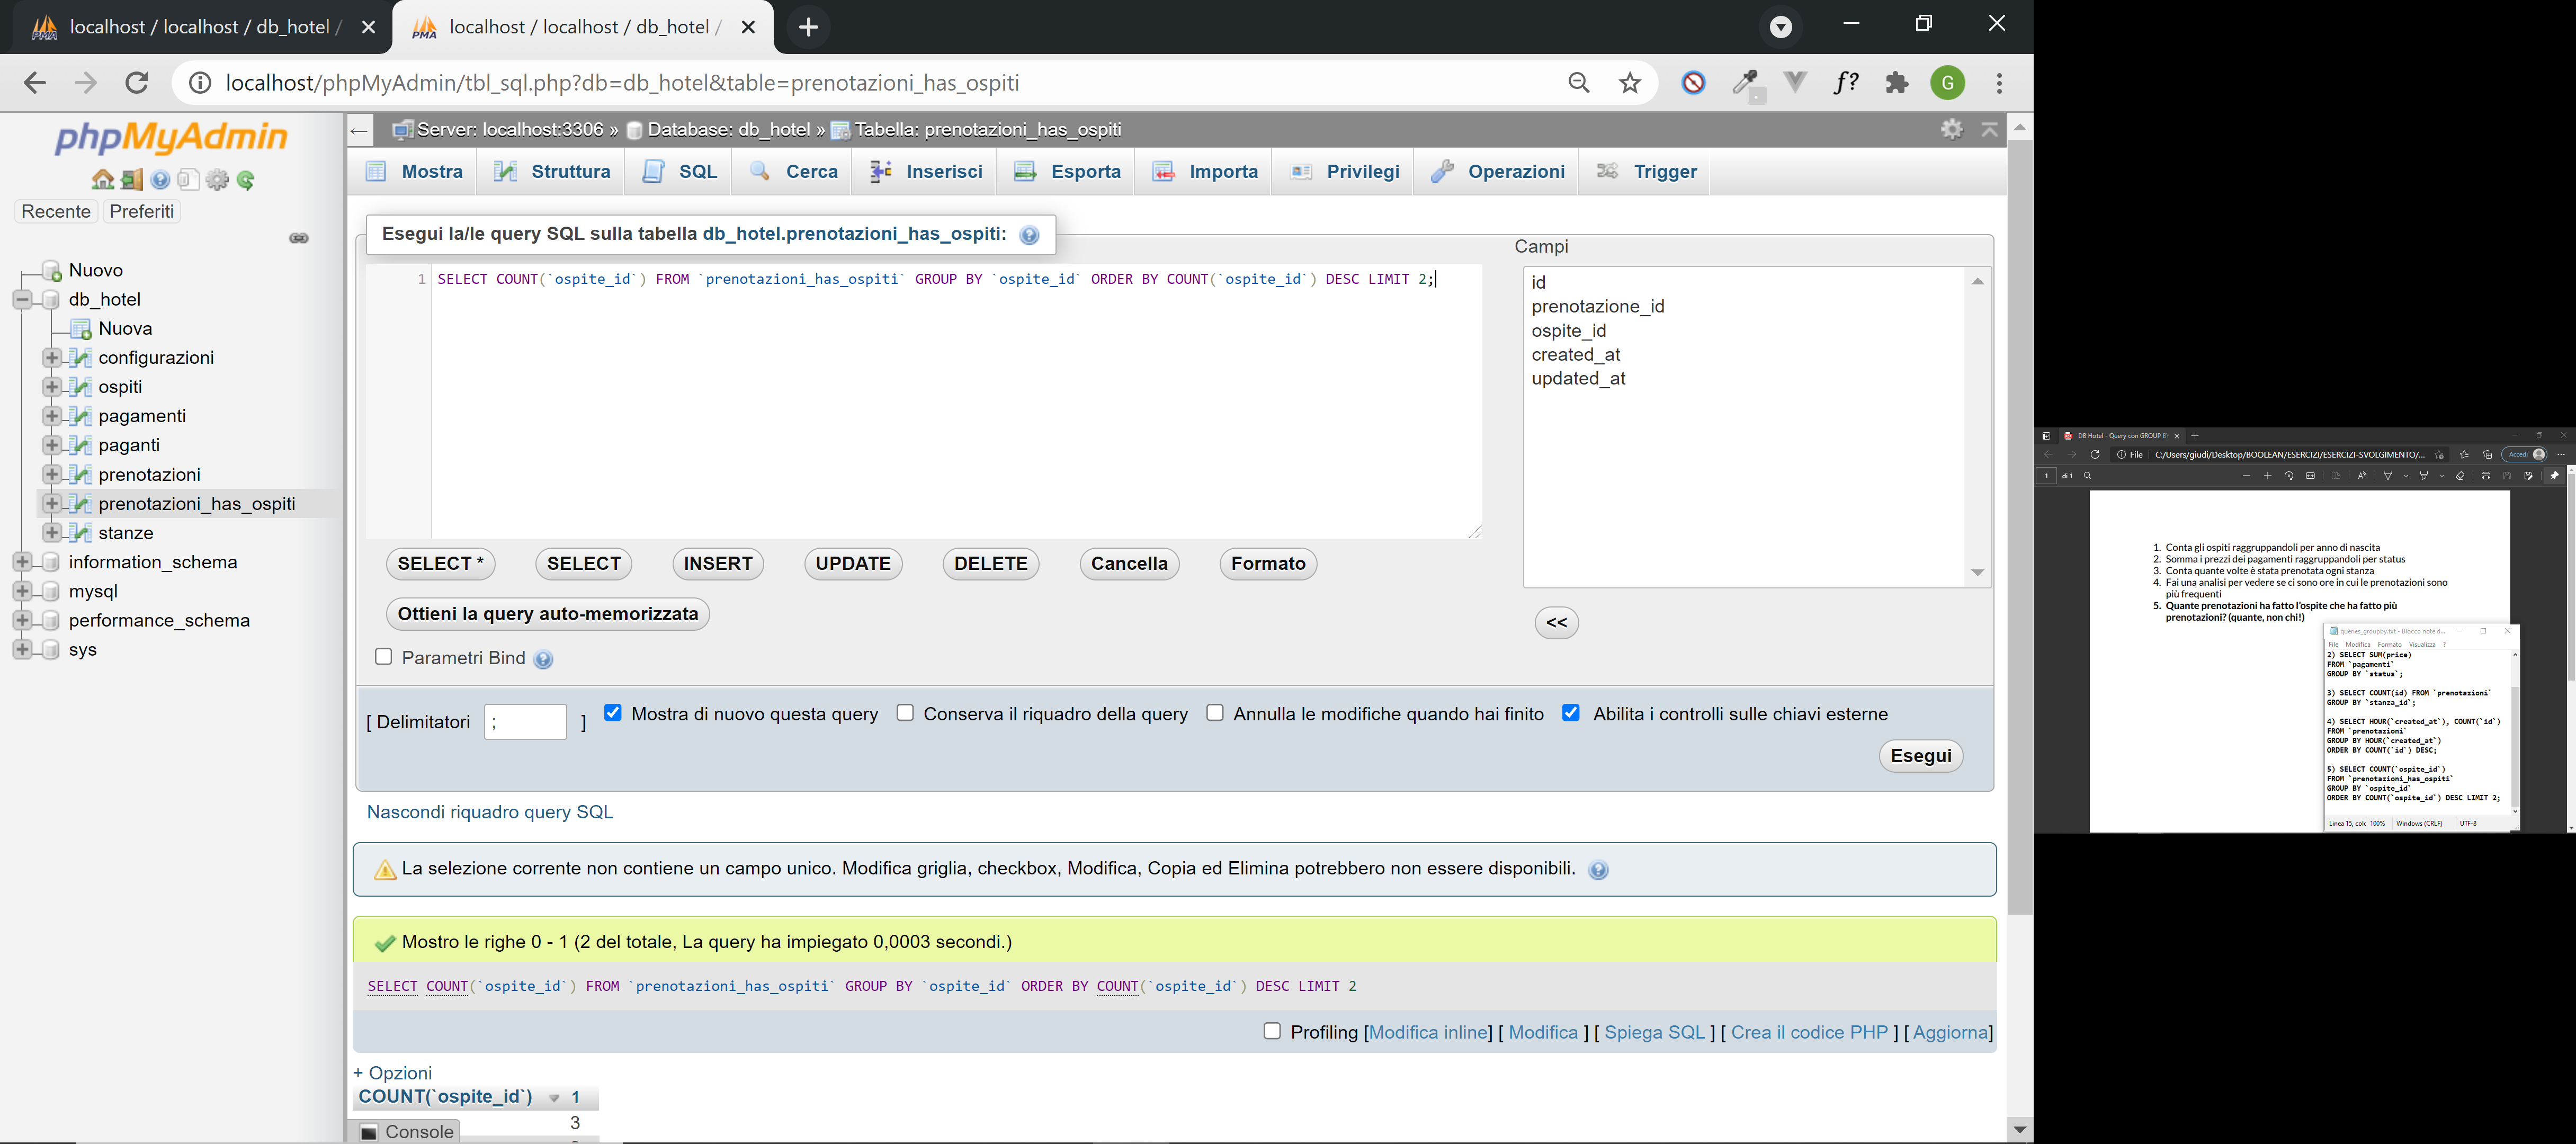 localhost / localhost / db_hotel /
localhost / localhost / db_hotel /
localhost/phpMyAdmin/tbl_sql.php?db=db_hotel&table=prenotazioni_has_ospiti
f?
G
phpMyAdmin
Recente
Preferiti
Nuovo
db_hotel
Nuova
configurazioni
ospiti
pagamenti
paganti
prenotazioni
prenotazioni_has_ospiti
stanze
information_schema
mysql
performance_schema
sys
Server: localhost:3306 » Database: db_hotel » Tabella: prenotazioni_has_ospiti
Mostra Struttura SQL Cerca Inserisci Esporta Importa Privilegi Operazioni Trigger
Esegui la/le query SQL sulla tabella db_hotel.prenotazioni_has_ospiti:
1 SELECT COUNT(`ospite_id`) FROM `prenotazioni_has_ospiti` GROUP BY `ospite_id` ORDER BY COUNT(`ospite_id`) DESC LIMIT 2;
Campi
id
prenotazione_id
ospite_id
created_at
updated_at
SELECT * SELECT INSERT UPDATE DELETE Cancella Formato
Ottieni la query auto-memorizzata
<<
Parametri Bind
[ Delimitatori ; ] Mostra di nuovo questa query Conserva il riquadro della query Annulla le modifiche quando hai finito Abilita i controlli sulle chiavi esterne
Esegui
Nascondi riquadro query SQL
La selezione corrente non contiene un campo unico. Modifica griglia, checkbox, Modifica, Copia ed Elimina potrebbero non essere disponibili.
Mostro le righe 0 - 1 (2 del totale, La query ha impiegato 0,0003 secondi.)
SELECT COUNT(`ospite_id`) FROM `prenotazioni_has_ospiti` GROUP BY `ospite_id` ORDER BY COUNT(`ospite_id`) DESC LIMIT 2
Profiling [Modifica inline] [ Modifica ] [ Spiega SQL ] [ Crea il codice PHP ] [ Aggiorna]
+ Opzioni
COUNT(`ospite_id`) 1
3
Console
DB Hotel - Query con GROUP BY
File C:/Users/giudi/Desktop/BOOLEAN/ESERCIZI/ESERCIZI-SVOLGIMENTO/...
Accedi
1 di 1
1. Conta gli ospiti raggruppandoli per anno di nascita
2. Somma i prezzi dei pagamenti raggruppandoli per status
3. Conta quante volte è stata prenotata ogni stanza
4. Fai una analisi per vedere se ci sono ore in cui le prenotazioni sono
più frequenti
5. Quante prenotazioni ha fatto l'ospite che ha fatto più
prenotazioni? (quante, non chi!)
queries_groupby.txt - Blocco note d...
File Modifica Formato Visualizza ?
2) SELECT SUM(price)
FROM `pagamenti`
GROUP BY `status`;
3) SELECT COUNT(id) FROM `prenotazioni`
GROUP BY `stanza_id`;
4) SELECT HOUR(`created_at`), COUNT(`id`)
FROM `prenotazioni`
GROUP BY HOUR(`created_at`)
ORDER BY COUNT(`id`) DESC;
5) SELECT COUNT(`ospite_id`)
FROM `prenotazioni_has_ospiti`
GROUP BY `ospite_id`
ORDER BY COUNT(`ospite_id`) DESC LIMIT 2;
Linea 15, colc 100% Windows (CRLF) UTF-8